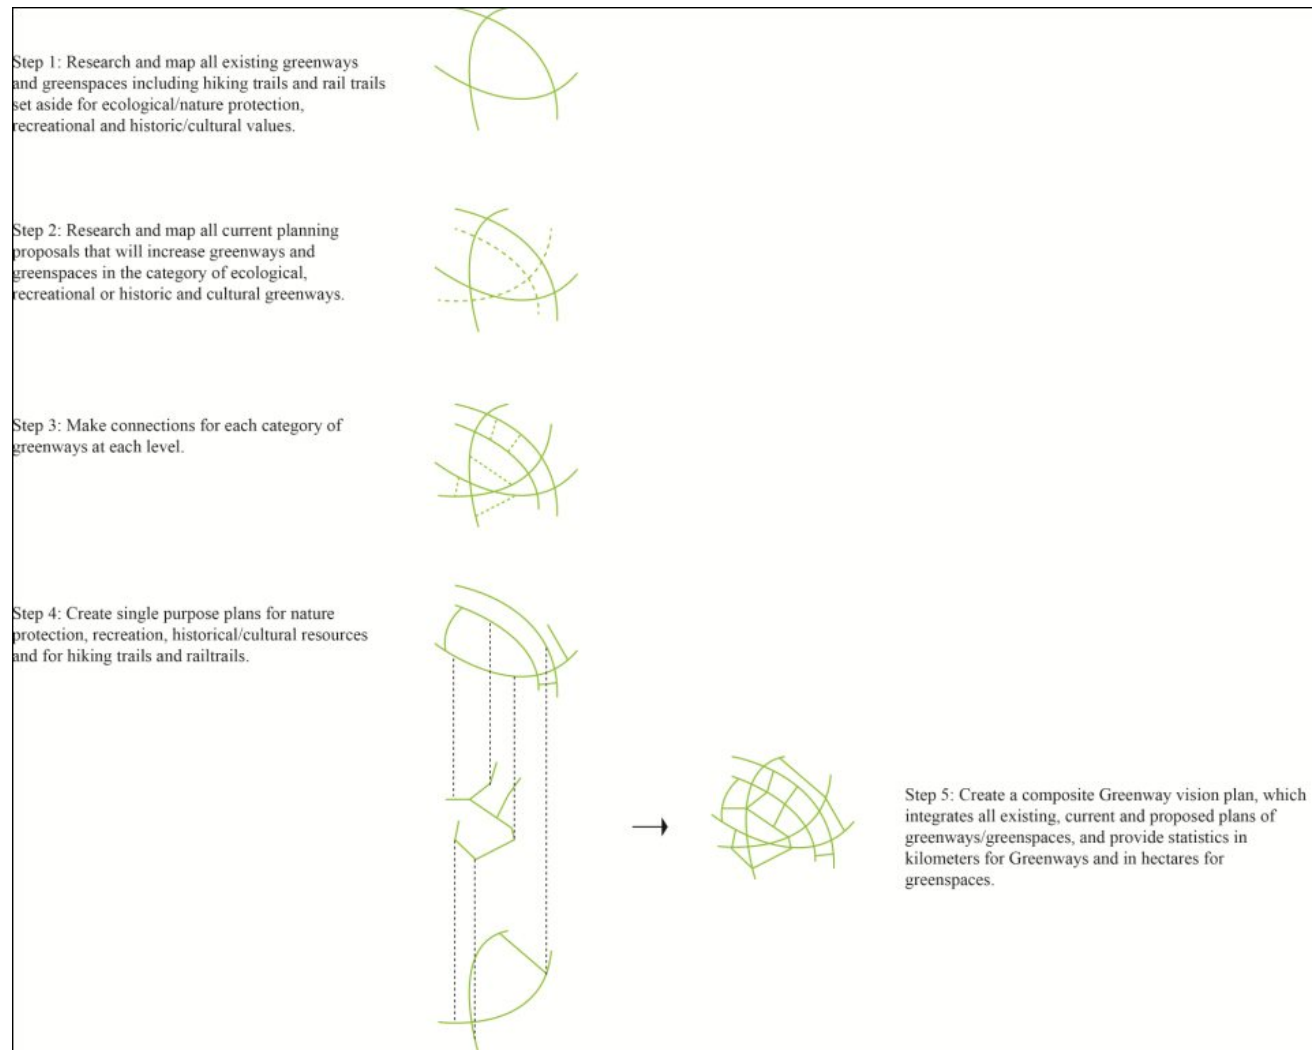 Step 1: Research and map all existing greenways
and greenspaces including hiking trails and rail trails
set aside for ecological/nature protection,
recreational and historic/cultural values.
Step 2: Research and map all current planning
proposals that will increase greenways and
greenspaces in the category of ecological,
recreational or historic and cultural greenways.
Step 3: Make connections for each category of
greenways at each level.
Step 4: Create single purpose plans for nature
protection, recreation, historical/cultural resources
and for hiking trails and railtrails.
Step 5: Create a composite Greenway vision plan, which
integrates all existing, current and proposed plans of
greenways/greenspaces, and provide statistics in
kilometers for Greenways and in hectares for
greenspaces.